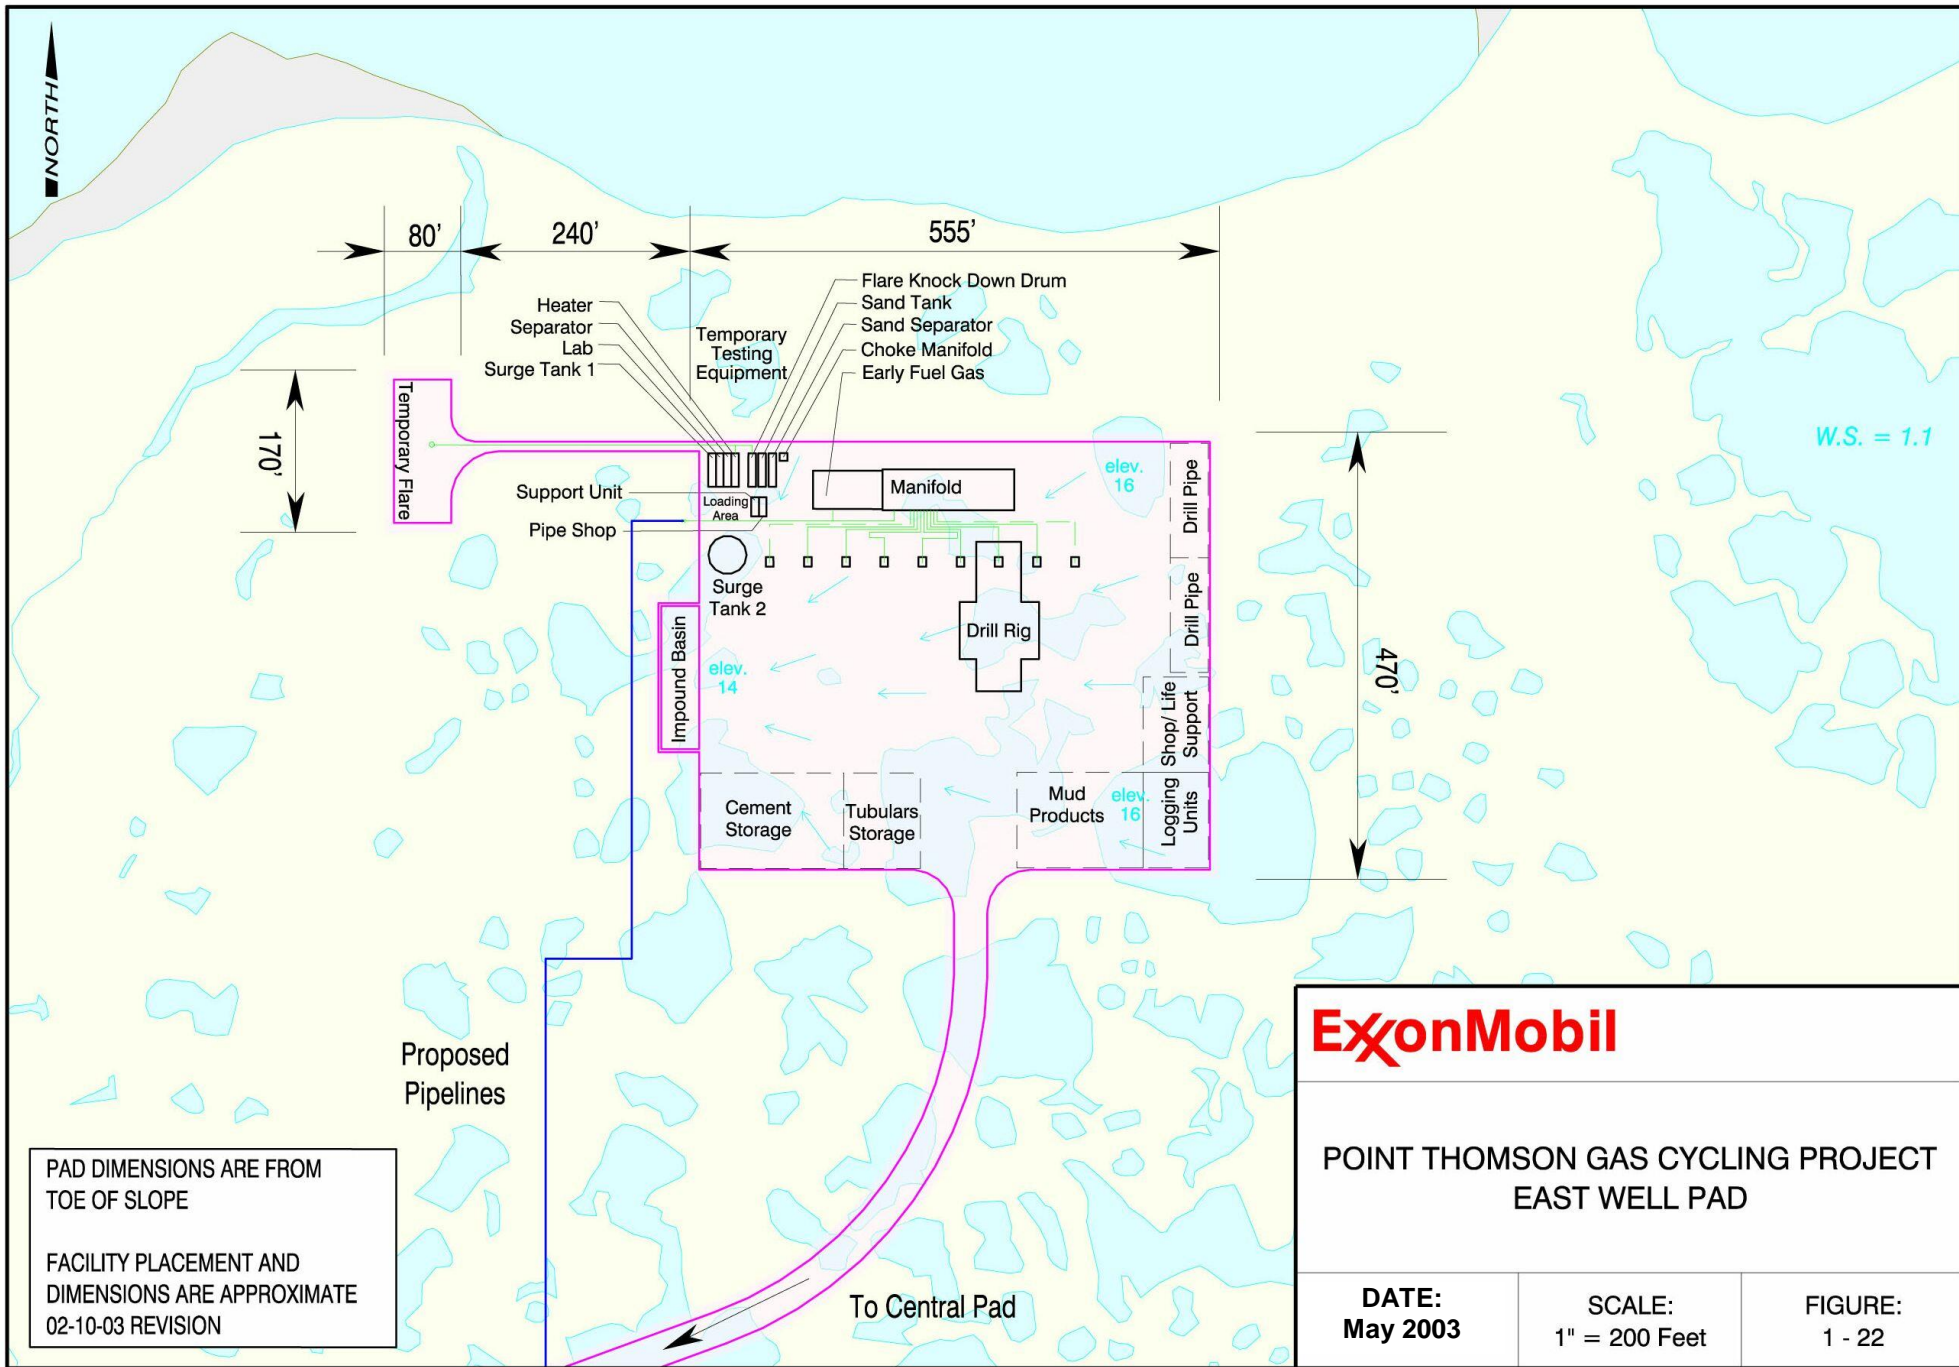 NORTH
80'
240'
555'
Flare Knock Down Drum
Sand Tank
Sand Separator
Choke Manifold
Early Fuel Gas
Heater
Separator
Lab
Surge Tank 1
Temporary
Testing
Equipment
170'
Temporary Flare
Support Unit
Pipe Shop
Loading
Area
Manifold
elev.
16
Drill Pipe
W.S. = 1.1
Surge
Tank 2
Drill Rig
Drill Pipe
470'
Impound Basin
elev.
14
Shop/ Life
Support
Cement
Storage
Tubulars
Storage
Mud
Products
elev.
16
Logging
Units
Proposed
Pipelines
To Central Pad
PAD DIMENSIONS ARE FROM
TOE OF SLOPE
FACILITY PLACEMENT AND
DIMENSIONS ARE APPROXIMATE
02-10-03 REVISION
ExxonMobil
POINT THOMSON GAS CYCLING PROJECT
EAST WELL PAD
DATE:
May 2003
SCALE:
1" = 200 Feet
FIGURE:
1 - 22